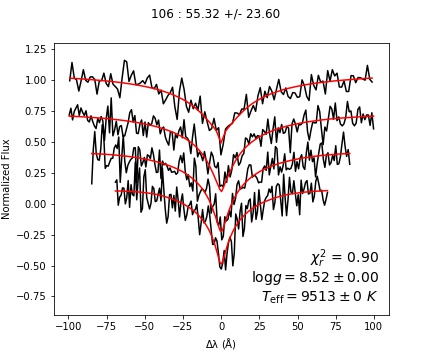 106 : 55.32 +/- 23.60
Normalized Flux
1.25
1.00
0.75
0.50
0.25
0.00
−0.25
−0.50
−0.75
χ²ᵣ = 0.90
logg = 8.52 ± 0.00
T_eff = 9513 ± 0 K
−100 −75 −50 −25 0 25 50 75 100
Δλ (Å)